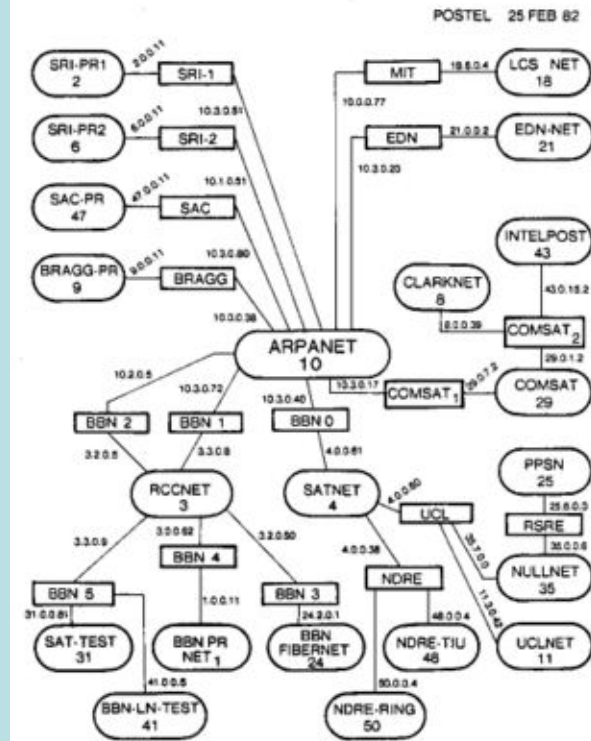 POSTEL 25 FEB 82
SRI-PR1
2
2.0.0.11
SRI-1
10.3.0.51
MIT
10.0.0.77
LCS NET
18
SRI-PR2
6
6.0.0.11
SRI-2
10.1.0.51
EDN
21.0.0.2
10.3.0.20
EDN-NET
21
SAC-PR
47
47.0.0.11
SAC
10.3.0.80
BRAGG-PR
9
9.0.0.11
BRAGG
10.3.0.38
INTELPOST
43
43.0.15.2
CLARKNET
8
8.0.0.39
COMSAT 2
29.0.1.2
ARPANET
10
10.3.0.17
COMSAT 1
29.0.7.2
COMSAT
29
10.2.0.5
BBN 2
3.2.0.5
10.3.0.72
BBN 1
3.3.0.8
10.3.0.40
BBN 0
4.0.0.61
RCCNET
3
SATNET
4
4.0.0.60
UCL
PPSN
25
RSRE
35.0.0.6
35.7.0.0
NULLNET
35
11.3.0.42
UCLNET
11
3.3.0.9
BBN 5
31.0.0.81
SAT-TEST
31
41.0.0.5
BBN-LN-TEST
41
3.0.0.62
BBN 4
1.0.0.11
BBN PR
NET 1
3.2.0.50
BBN 3
24.2.0.1
BBN
FIBERNET
24
4.0.0.38
NDRE
48.0.0.4
NDRE-TIU
48
50.0.0.4
NDRE-RING
50